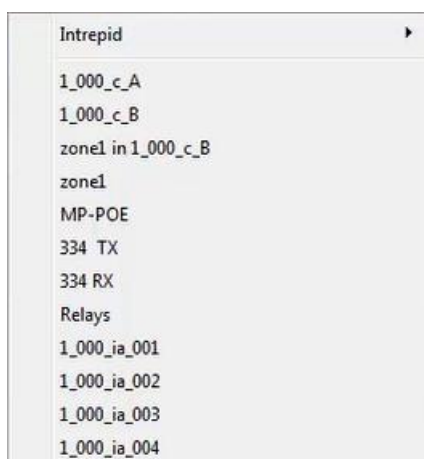 Intrepid
1_000_c_A
1_000_c_B
zone1 in 1_000_c_B
zone1
MP-POE
334 TX
334 RX
Relays
1_000_ia_001
1_000_ia_002
1_000_ia_003
1_000_ia_004